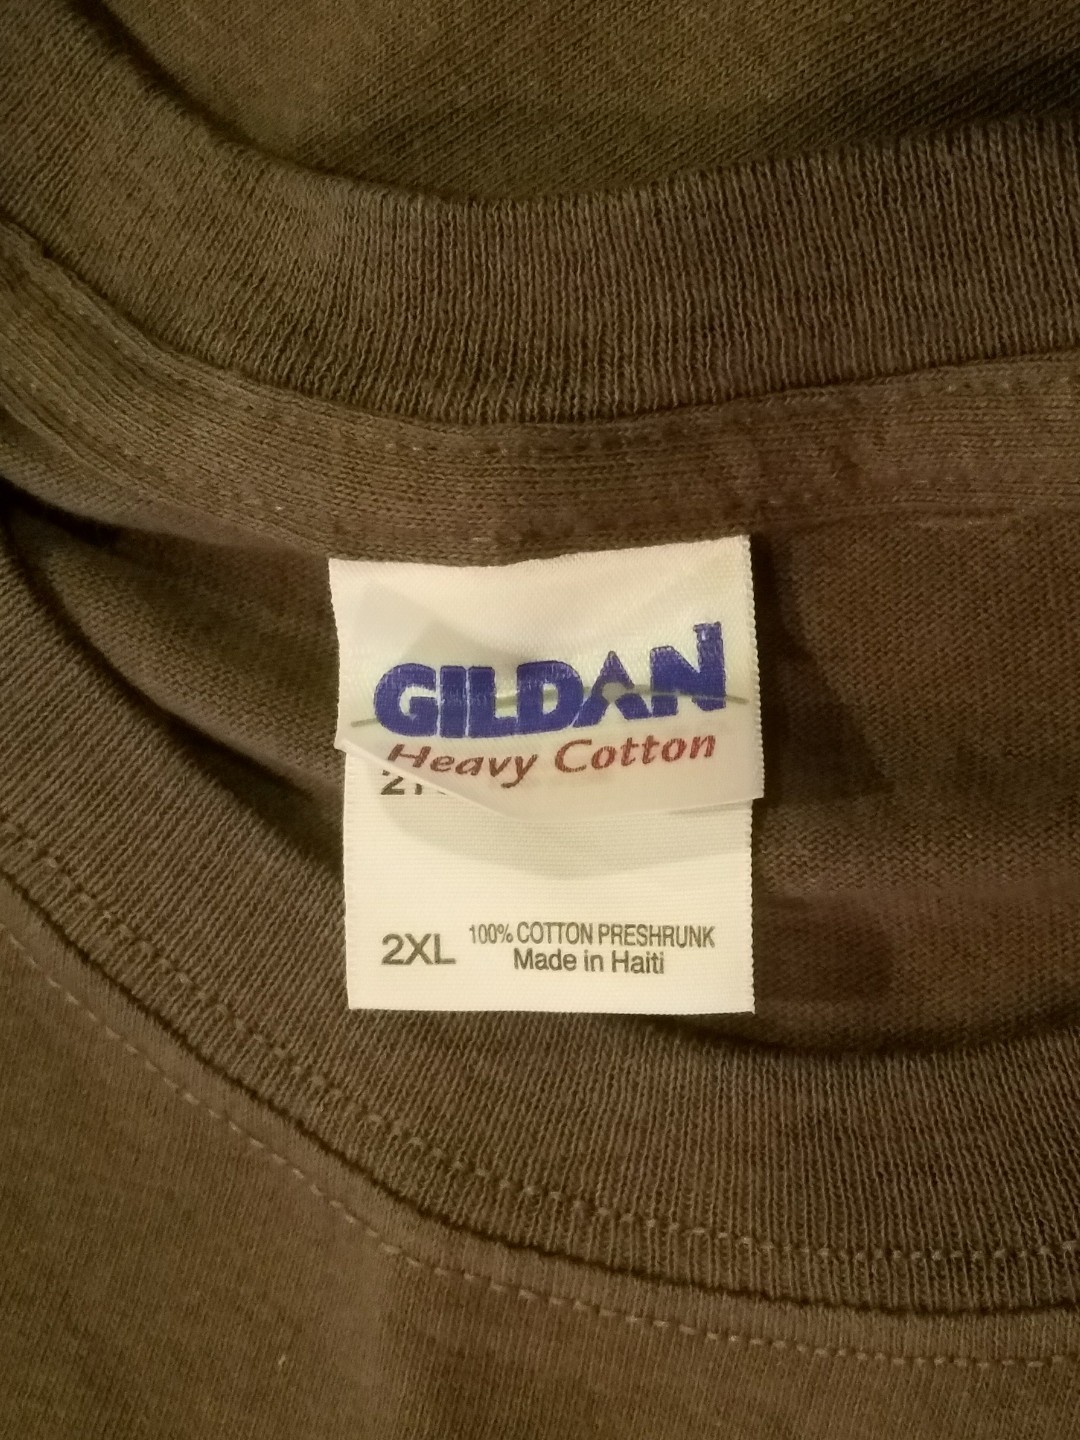 GILDAN
Heavy Cotton
2XL 100% COTTON PRESHRUNK
Made in Haiti